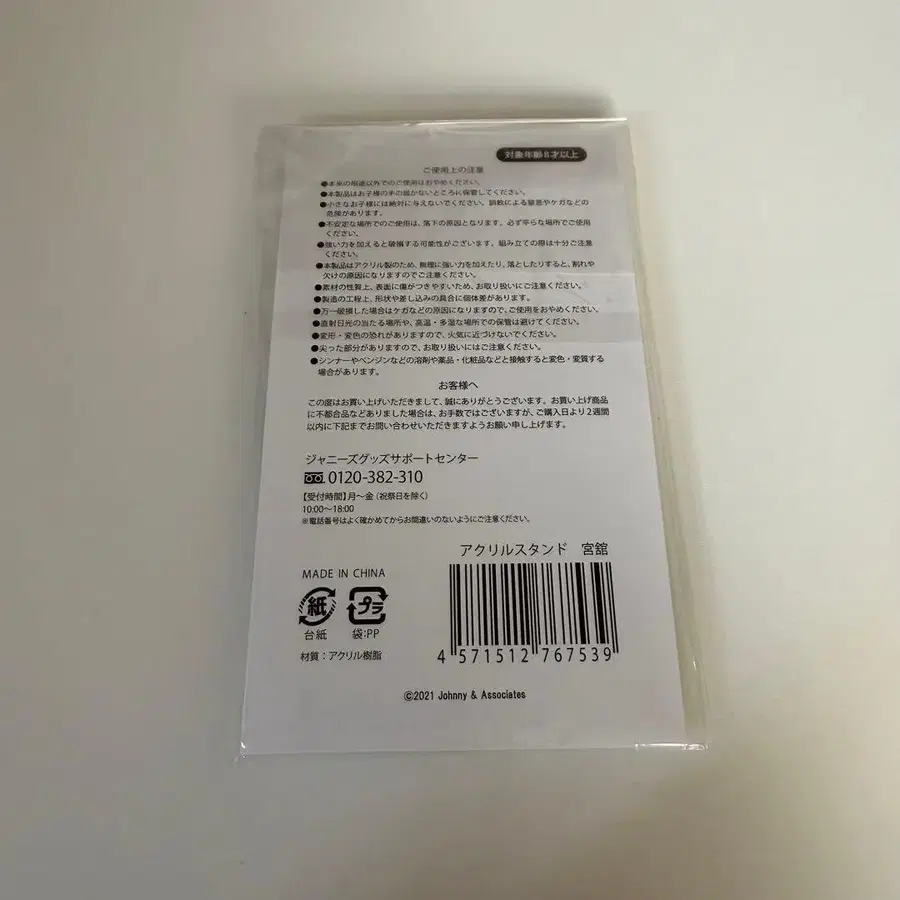 対象年齢8才以上
ご使用上の注意
●本来の用途以外でのご使用はおやめください。
●本製品はお子様の手の届かないところに保管してください。
●小さなお子様には絶対に与えないでください。誤飲による窒息やケガなどの
危険があります。
●不安定な場所でのご使用は、落下の原因となります。必ず平らな場所でご使用
ください。
●強い力を加えると破損する可能性がございます。組み立ての際は十分ご注意
ください。
●本製品はアクリル製のため、無理に強い力を加えたり、落としたりすると、割れや
欠けの原因になりますのでご注意ください。
●素材の性質上、表面に傷がつきやすいため、お取り扱いにご注意ください。
●製造の工程上、形状や差し込みの具合に個体差があります。
●万一破損した場合はケガなどの原因になりますので、ご使用をおやめください。
●直射日光の当たる場所や、高温・多湿な場所での保管は避けてください。
●変形・変色の恐れがありますので、火気に近づけないでください。
●尖った部分がありますので、お取り扱いにはご注意ください。
●シンナーやベンジンなどの溶剤や薬品・化粧品などと接触すると変色・変質する
場合があります。
お客様へ
この度はお買い上げいただきまして、誠にありがとうございます。お買い上げ商品
に不都合品などありました場合は、お手数ではございますが、ご購入日より2週間
以内に下記までお問い合わせいただきますようお願い申し上げます。
ジャニーズグッズサポートセンター
0120-382-310
【受付時間】月〜金(祝祭日を除く)
10:00〜18:00
※電話番号はよく確かめてからお間違いのないようにご注意ください。
アクリルスタンド 宮舘
MADE IN CHINA
紙 プラ
台紙 袋:PP
材質:アクリル樹脂
4 571512 767539
©2021 Johnny & Associates